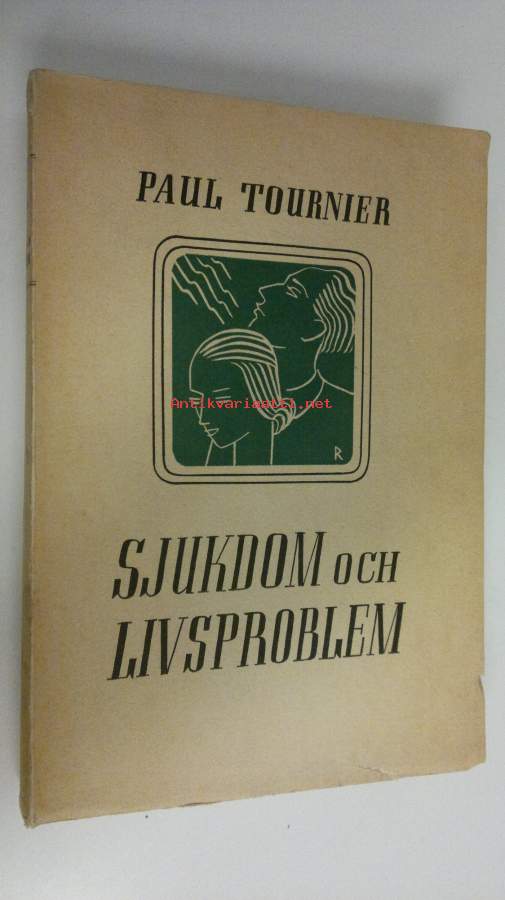 PAUL TOURNIER
Antikvariaatti.net
R
SJUKDOM OCH
LIVSPROBLEM